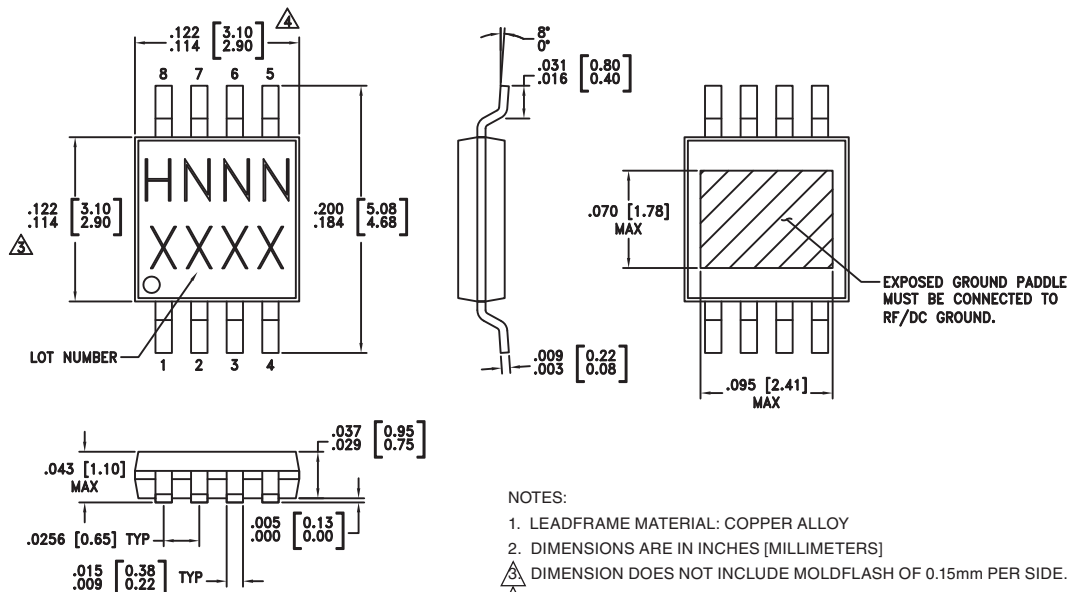 .122 [3.10]
.114 [2.90]
4
8 7 6 5
HNNN
XXXX
.122 [3.10]
.114 [2.90]
3
.200 [5.08]
.184 [4.68]
LOT NUMBER
1 2 3 4
8°
0°
.031 [0.80]
.016 [0.40]
.009 [0.22]
.003 [0.08]
.070 [1.78]
MAX
EXPOSED GROUND PADDLE
MUST BE CONNECTED TO
RF/DC GROUND.
.095 [2.41]
MAX
.037 [0.95]
.029 [0.75]
.043 [1.10]
MAX
.005 [0.13]
.000 [0.00]
.0256 [0.65] TYP
.015 [0.38]
.009 [0.22] TYP
NOTES:
1. LEADFRAME MATERIAL: COPPER ALLOY
2. DIMENSIONS ARE IN INCHES [MILLIMETERS]
3. DIMENSION DOES NOT INCLUDE MOLDFLASH OF 0.15mm PER SIDE.